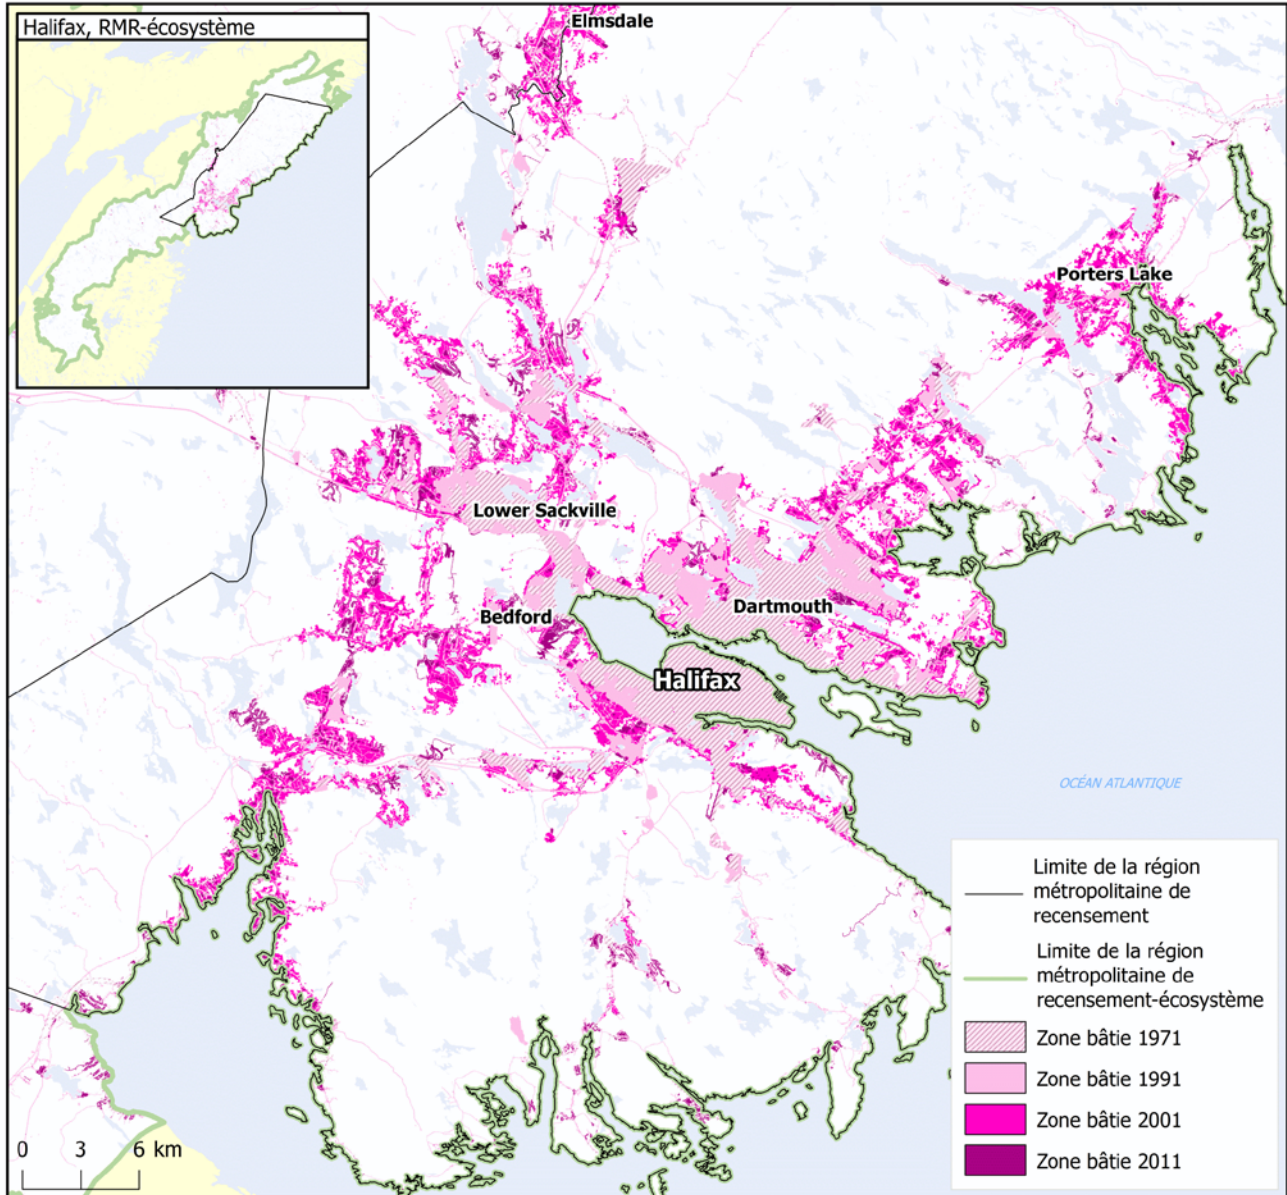 Halifax, RMR-écosystème
Elmsdale
Porters Lake
Lower Sackville
Bedford
Dartmouth
Halifax
OCÉAN ATLANTIQUE
Limite de la région
métropolitaine de
recensement
Limite de la région
métropolitaine de
recensement-écosystème
Zone bâtie 1971
Zone bâtie 1991
Zone bâtie 2001
Zone bâtie 2011
0 3 6 km